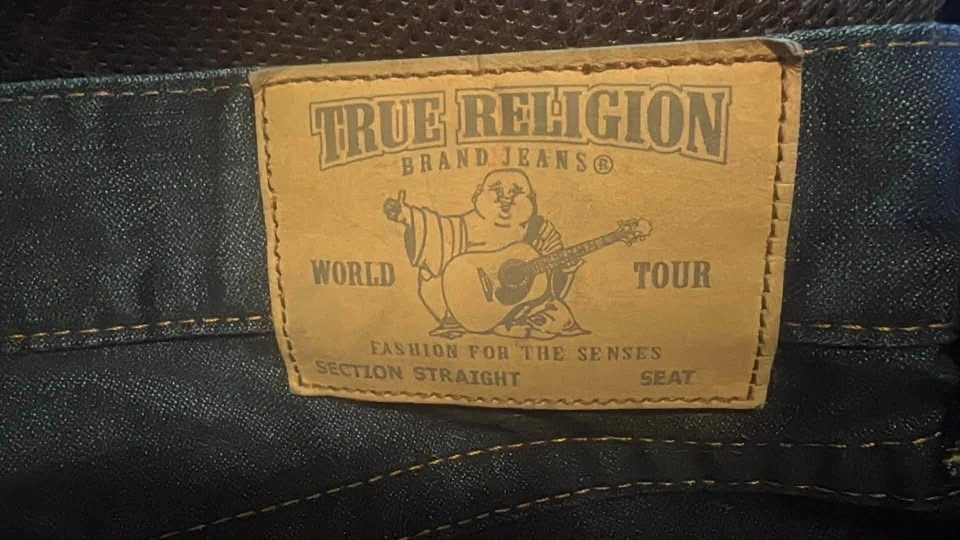 TRUE RELIGION
BRAND JEANS®
WORLD TOUR
FASHION FOR THE SENSES
SECTION STRAIGHT SEAT